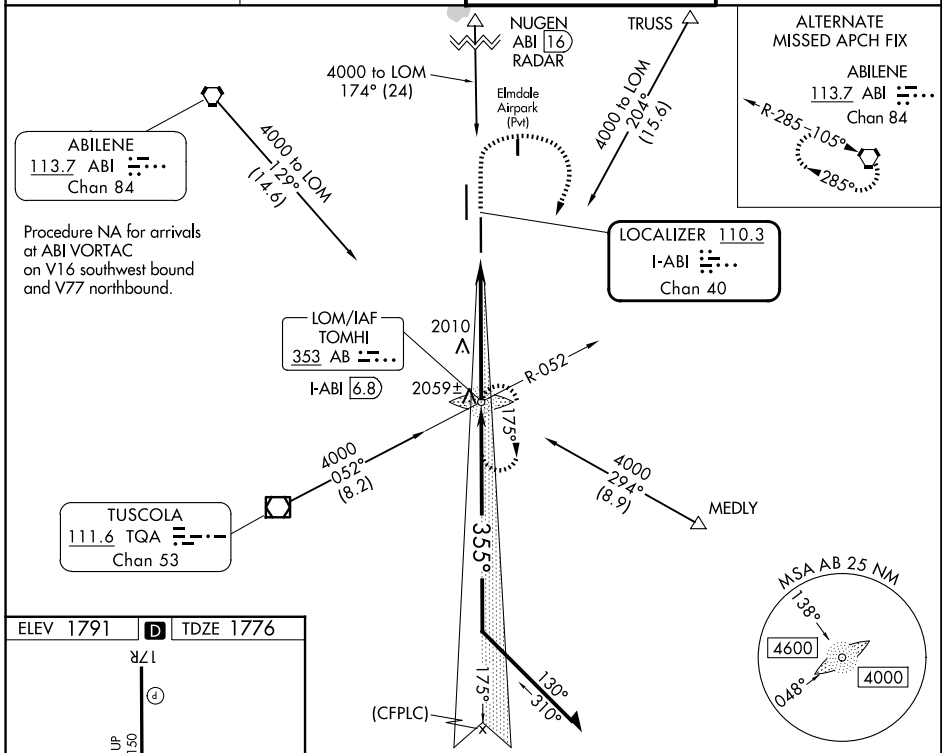 NUGEN
ABI 16
RADAR
TRUSS
4000 to LOM
174° (24)
Elmdale
Airpark
(Pvt)
4000 to LOM
204°
(15.6)
ALTERNATE
MISSED APCH FIX
ABILENE
113.7 ABI
Chan 84
R-285
105°
285°
ABILENE
113.7 ABI
Chan 84
4000 to LOM
129°
(14.6)
Procedure NA for arrivals
at ABI VORTAC
on V16 southwest bound
and V77 northbound.
LOCALIZER 110.3
I-ABI
Chan 40
LOM/IAF
TOMHI
353 AB
I-ABI 6.8
2010
2059±
R-052
175°
4000
052°
(8.2)
4000
294°
(8.9)
MEDLY
TUSCOLA
111.6 TQA
Chan 53
355°
MSA AB 25 NM
138°
4600
4000
048°
130°
310°
175°
(CFPLC)
X
ELEV 1791 D TDZE 1776
17R
P
UP
150